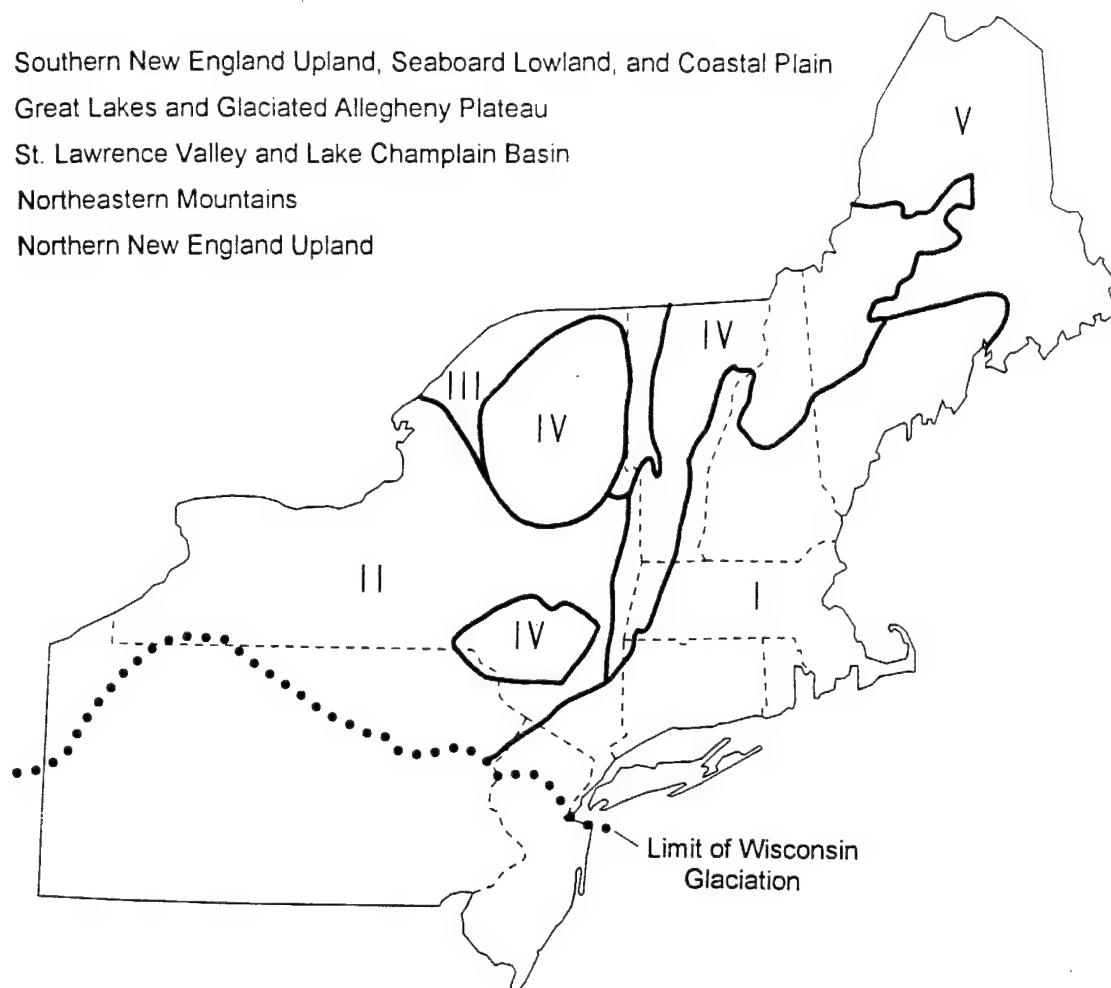 Southern New England Upland, Seaboard Lowland, and Coastal Plain
Great Lakes and Glaciated Allegheny Plateau
St. Lawrence Valley and Lake Champlain Basin
Northeastern Mountains
Northern New England Upland
V
IV
III
IV
II
I
IV
Limit of Wisconsin
Glaciation